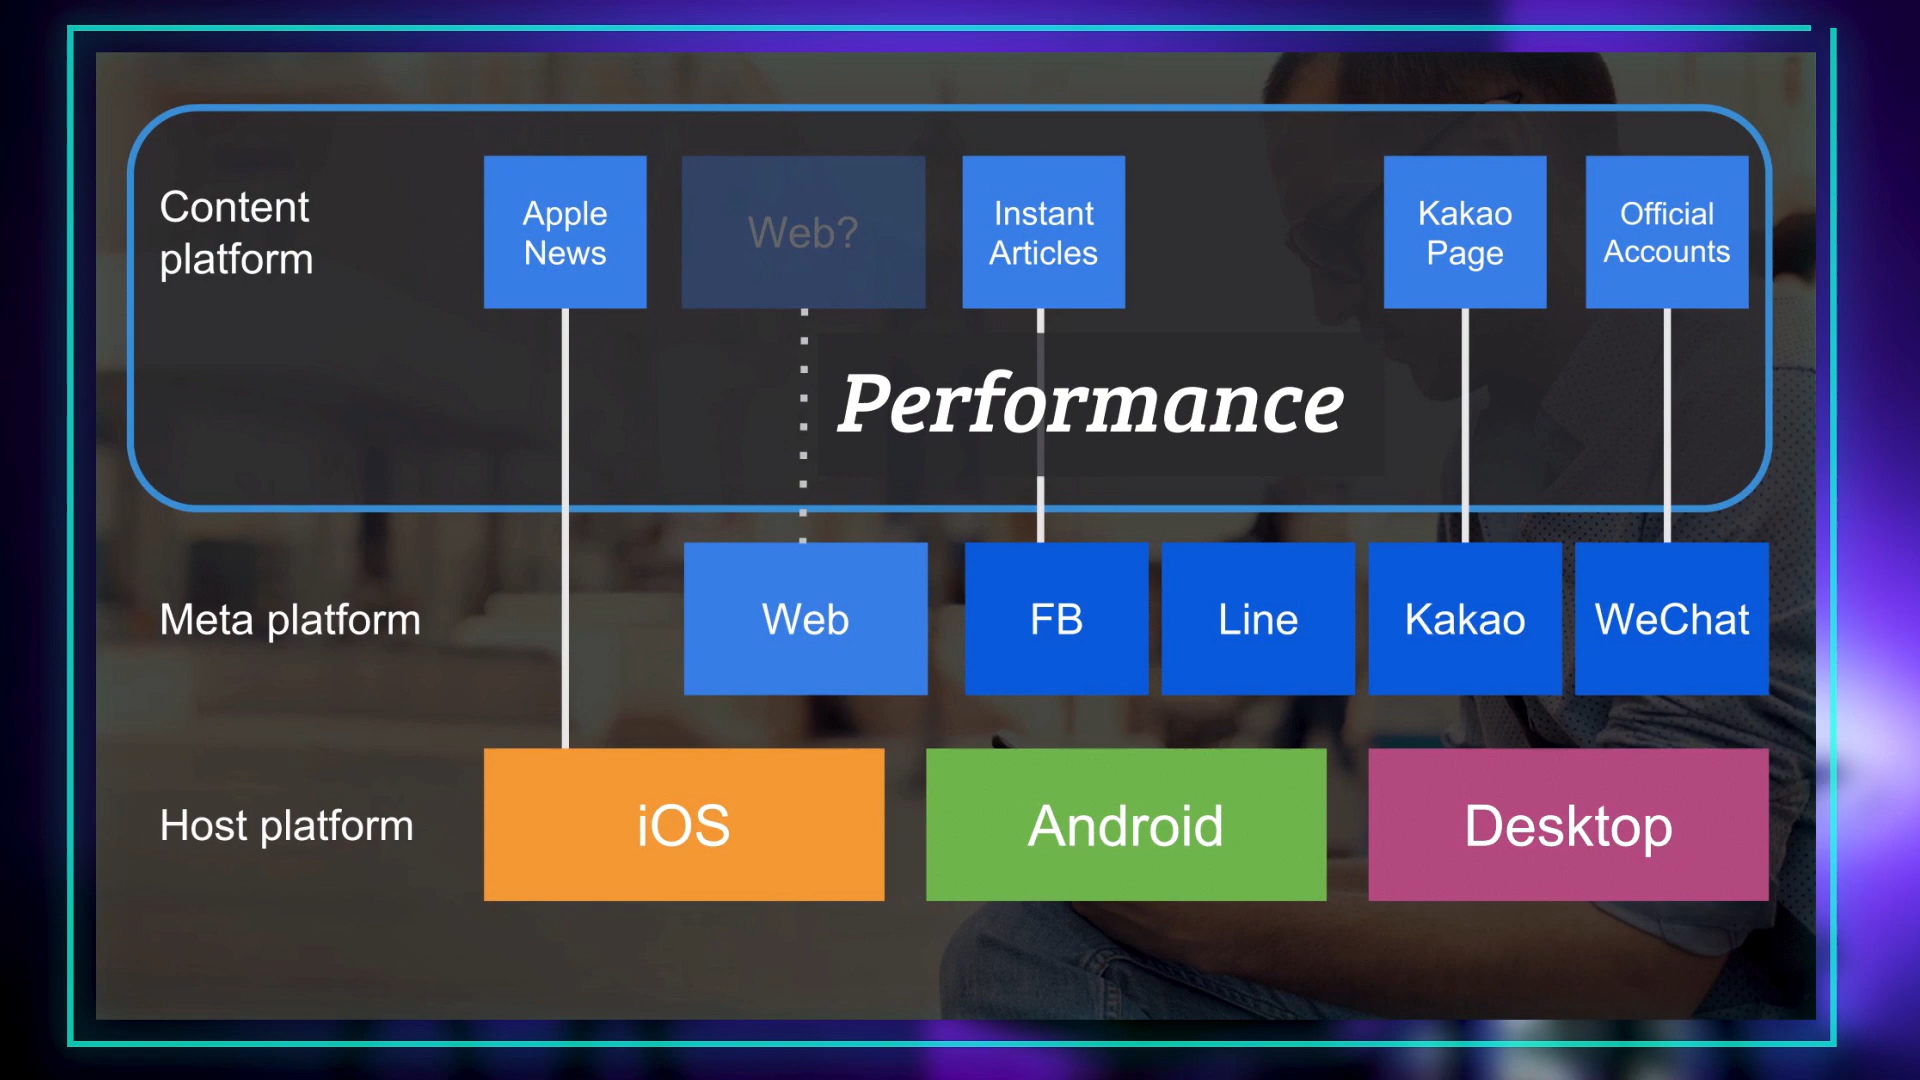 Content
platform
Apple
News
Web?
Instant
Articles
Kakao
Page
Official
Accounts
Performance
Meta platform
Web
FB
Line
Kakao
WeChat
Host platform
iOS
Android
Desktop